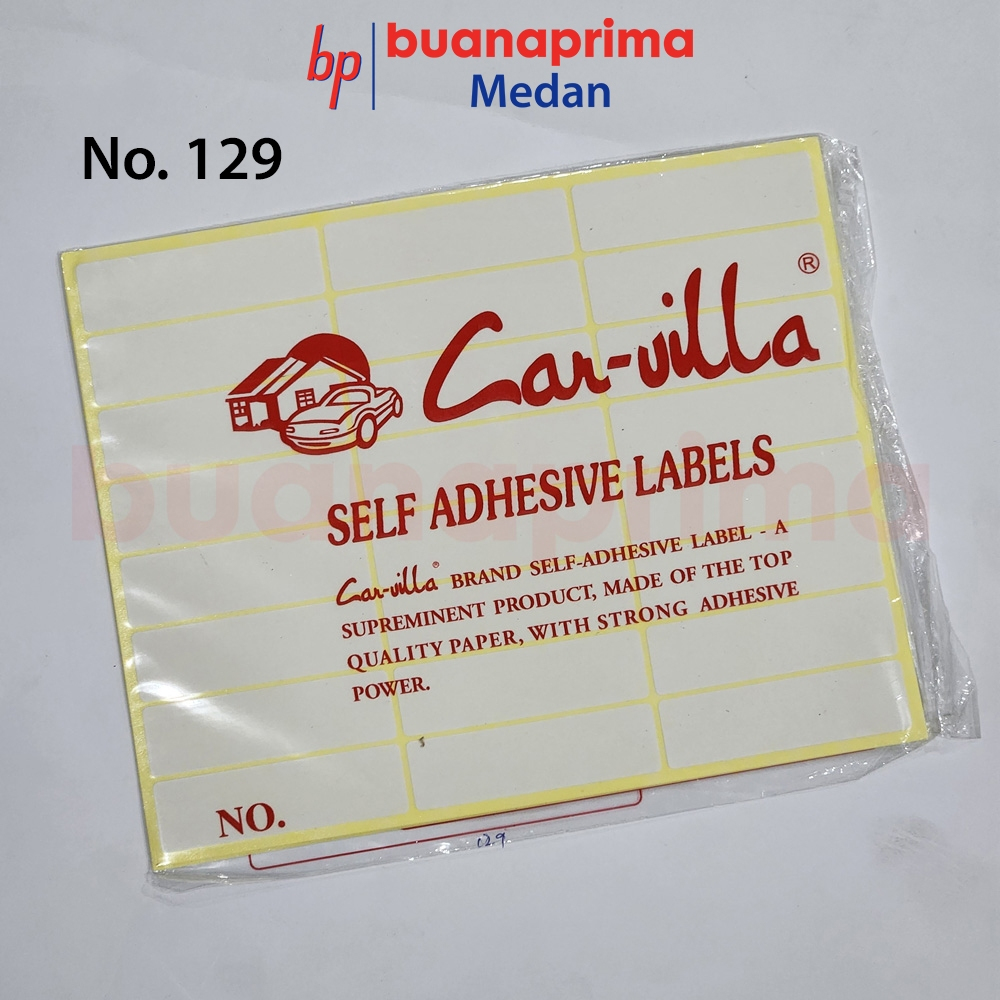 bp buanaprima
Medan
No. 129
Car-villa ®
SELF ADHESIVE LABELS
Car-villa® BRAND SELF-ADHESIVE LABEL - A
SUPREMINENT PRODUCT, MADE OF THE TOP
QUALITY PAPER, WITH STRONG ADHESIVE
POWER.
buanaprima
NO.
129
buanaprima